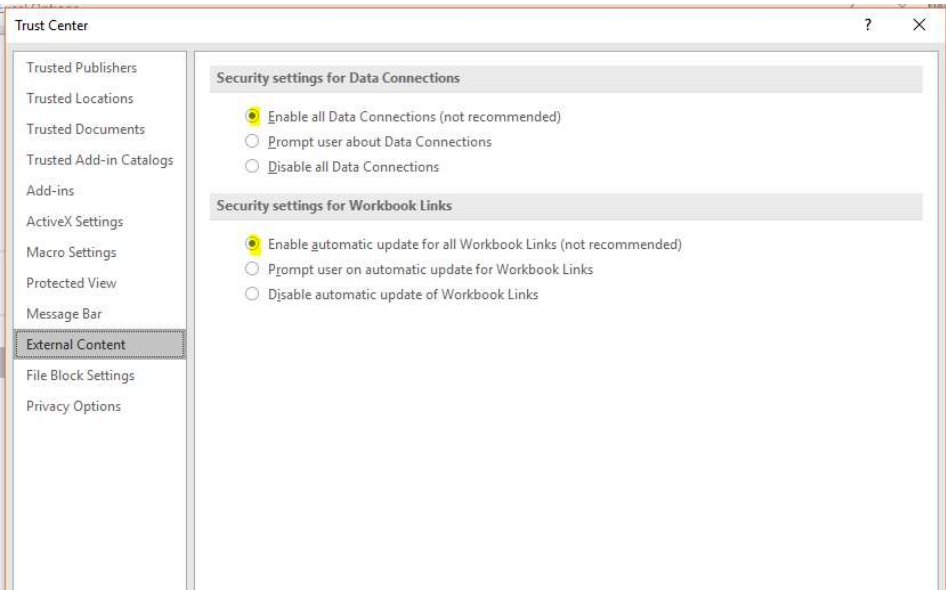 Trust Center
?
Trusted Publishers
Trusted Locations
Trusted Documents
Trusted Add-in Catalogs
Add-ins
ActiveX Settings
Macro Settings
Protected View
Message Bar
External Content
File Block Settings
Privacy Options
Security settings for Data Connections
Enable all Data Connections (not recommended)
Prompt user about Data Connections
Disable all Data Connections
Security settings for Workbook Links
Enable automatic update for all Workbook Links (not recommended)
Prompt user on automatic update for Workbook Links
Disable automatic update of Workbook Links